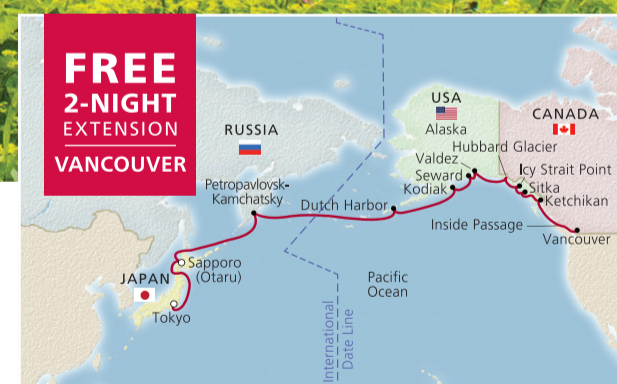 FREE
2-NIGHT
EXTENSION
VANCOUVER
RUSSIA
USA
Alaska
CANADA
Hubbard Glacier
Valdez
Icy Strait Point
Seward
Sitka
Kodiak
Ketchikan
Petropavlovsk-
Kamchatsky
Dutch Harbor
Inside Passage
Vancouver
Sapporo
(Otaru)
JAPAN
Pacific
Ocean
Tokyo
International
Date Line